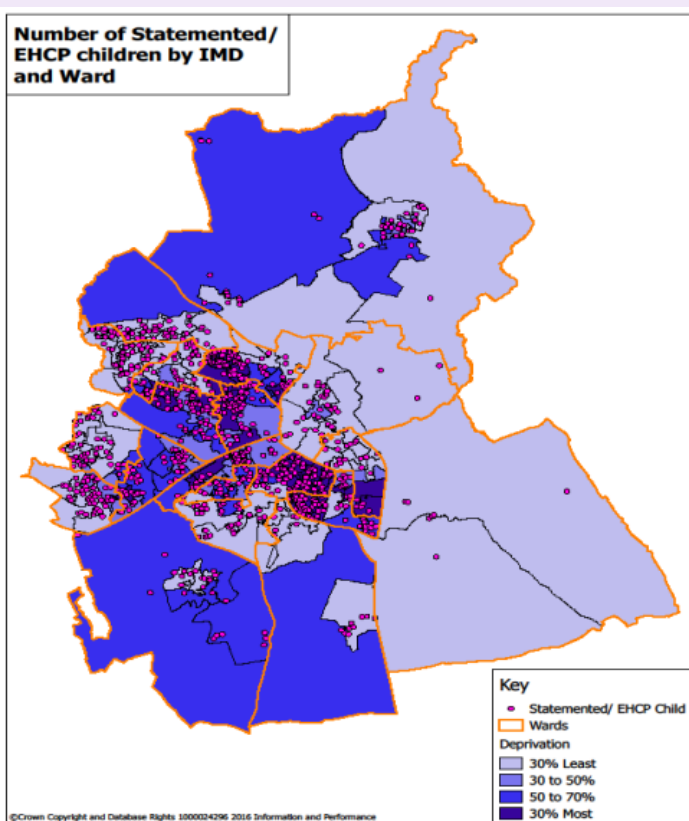 Number of Statemented/
EHCP children by IMD
and Ward
Key
Statemented/ EHCP Child
Wards
Deprivation
30% Least
30 to 50%
50 to 70%
30% Most
©Crown Copyright and Database Rights 1000024296 2016 Information and Performance